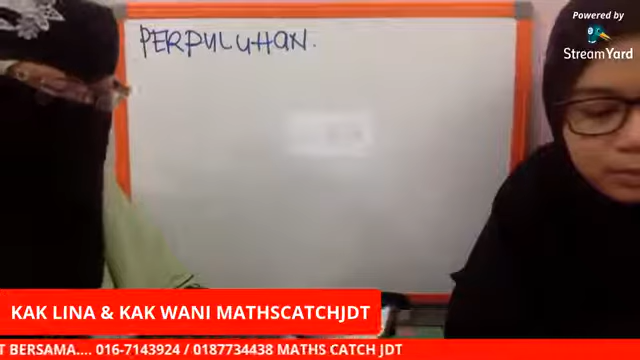 PERPULUHAN.
Powered by
StreamYard
KAK LINA & KAK WANI MATHSCATCHJDT
T BERSAMA.... 016-7143924 / 0187734438 MATHS CATCH JDT